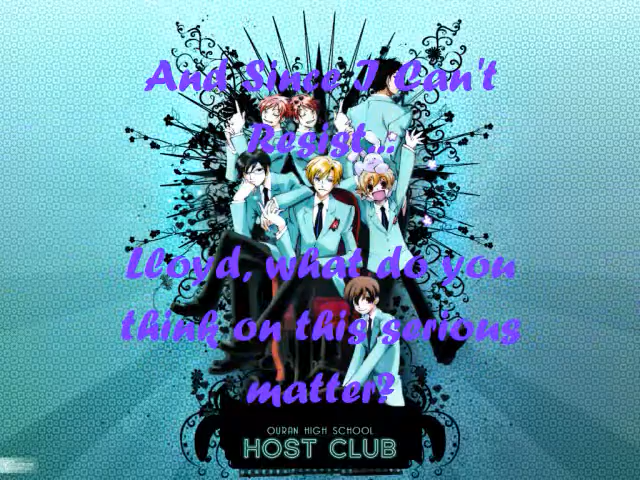 And Since I Can't
Resist...
Lloyd, what do you
think on this serious
matter?
OURAN HIGH SCHOOL
HOST CLUB